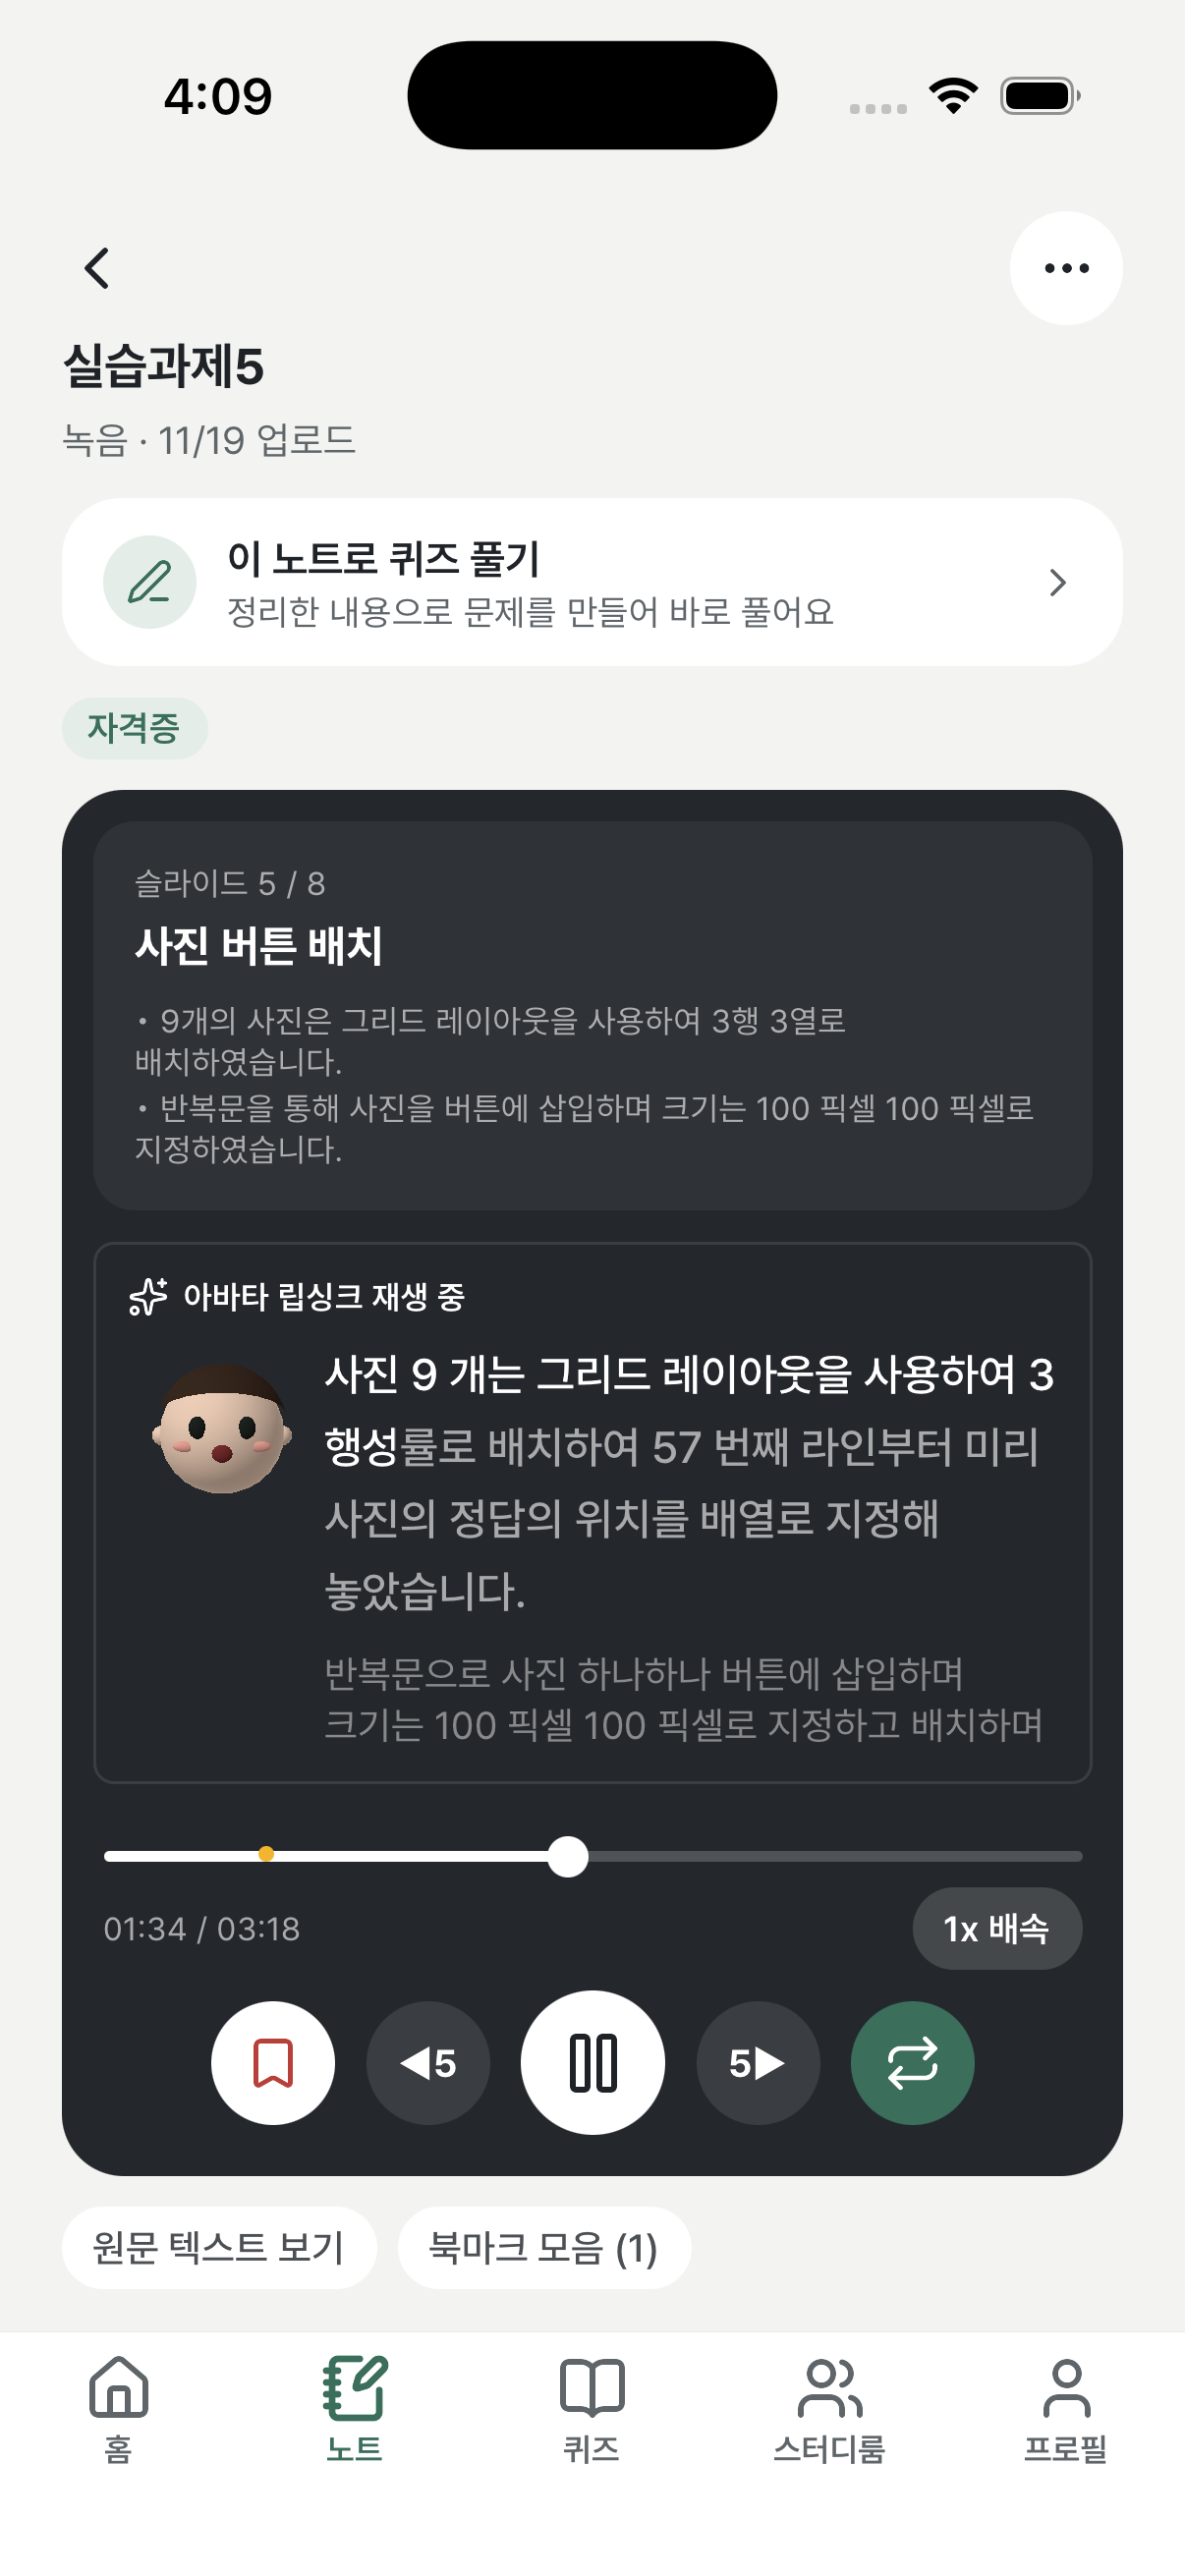 4:09
실습과제5
녹음 · 11/19 업로드
이 노트로 퀴즈 풀기
정리한 내용으로 문제를 만들어 바로 풀어요
자격증
슬라이드 5 / 8
사진 버튼 배치
• 9개의 사진은 그리드 레이아웃을 사용하여 3행 3열로
배치하였습니다.
• 반복문을 통해 사진을 버튼에 삽입하며 크기는 100 픽셀 100 픽셀로
지정하였습니다.
아바타 립싱크 재생 중
사진 9 개는 그리드 레이아웃을 사용하여 3
행성률로 배치하여 57 번째 라인부터 미리
사진의 정답의 위치를 배열로 지정해
놓았습니다.
반복문으로 사진 하나하나 버튼에 삽입하며
크기는 100 픽셀 100 픽셀로 지정하고 배치하며
01:34 / 03:18
1x 배속
◀5
5▶
원문 텍스트 보기
북마크 모음 (1)
홈
노트
퀴즈
스터디룸
프로필